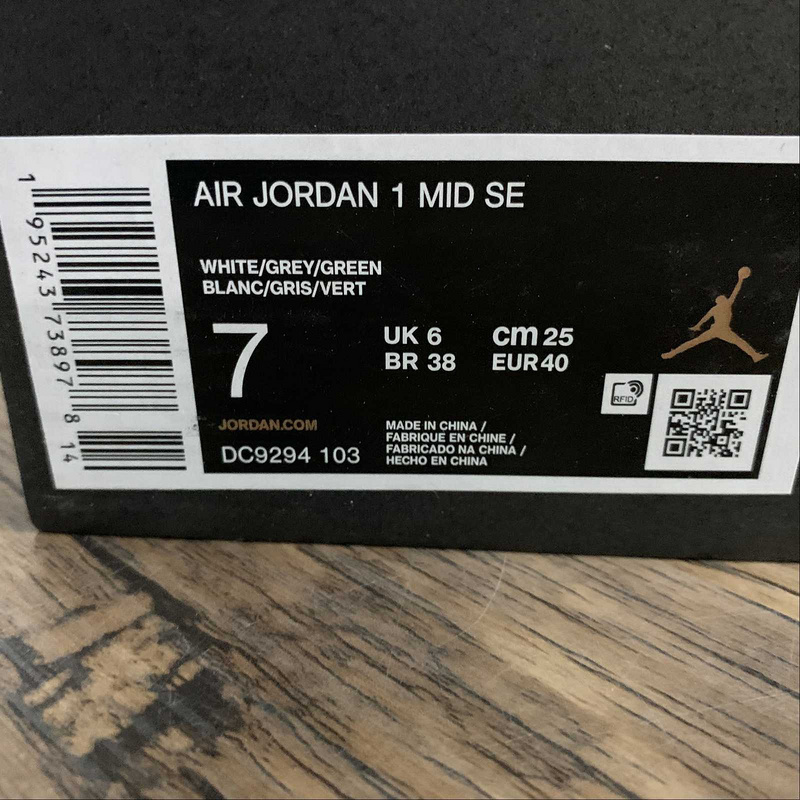 AIR JORDAN 1 MID SE
WHITE/GREY/GREEN
BLANC/GRIS/VERT
7
UK 6
BR 38
cm 25
EUR 40
RFID
JORDAN.COM
DC9294 103
MADE IN CHINA /
FABRIQUE EN CHINE /
FABRICADO NA CHINA /
HECHO EN CHINA
1 95243 73897 8 14